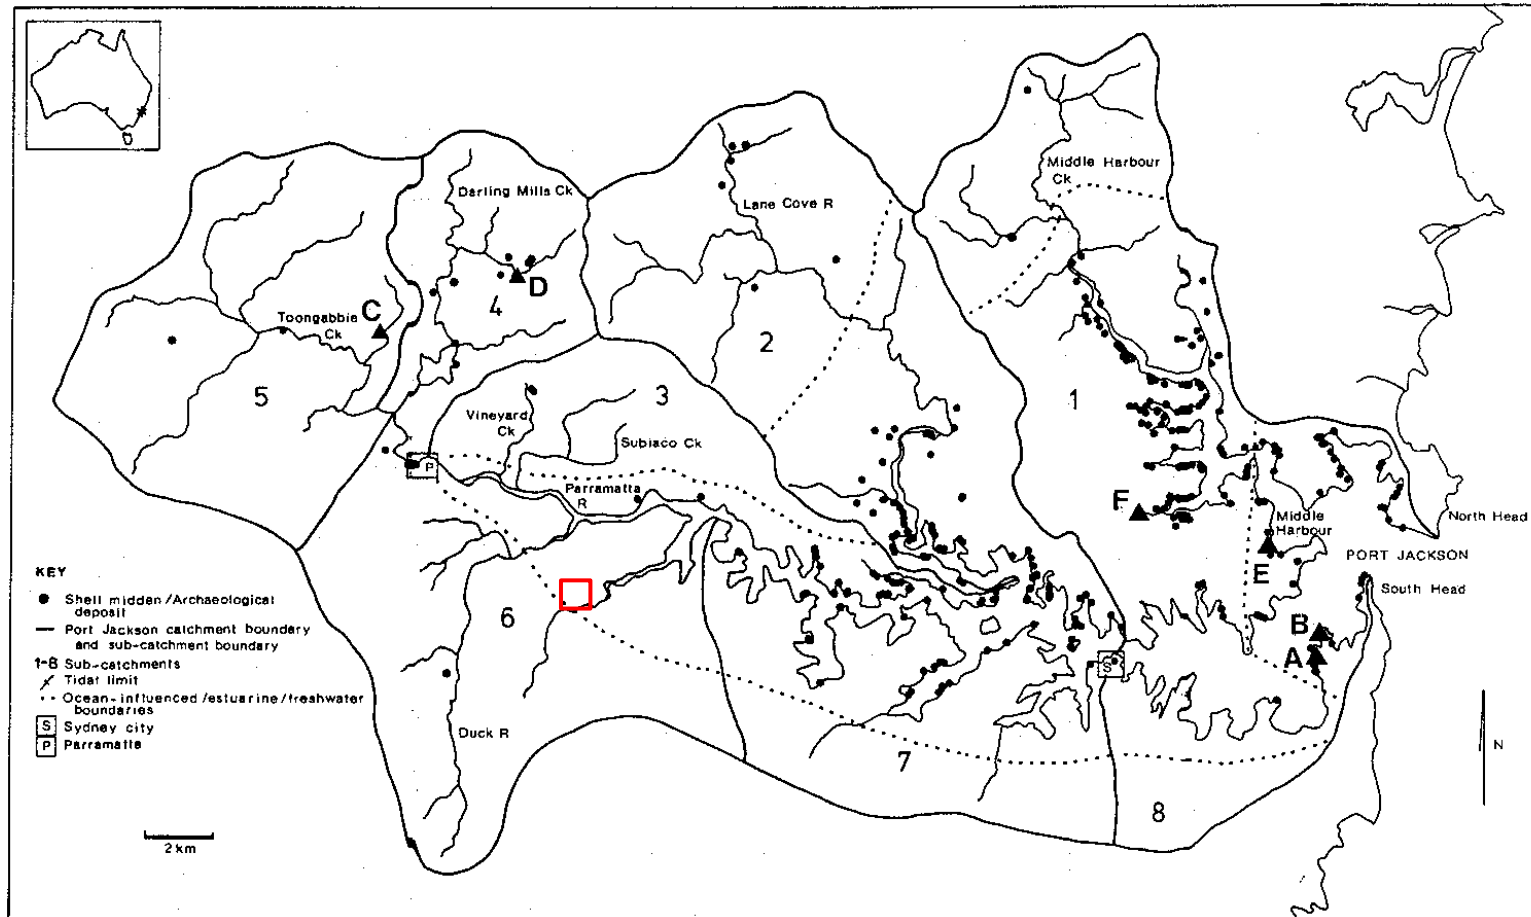 Middle Harbour
Ck
Darling Mills Ck
Lane Cove R
D
4
C
Toongabbie
Ck
2
5
3
1
Vineyard
Ck
Subiaco Ck
P
Parramatta
R
F
North Head
Middle
Harbour
PORT JACKSON
E
South Head
KEY
Shell midden/Archaeological
deposit
Port Jackson catchment boundary
and sub-catchment boundary
1-8 Sub-catchments
Tidal limit
Ocean-influenced/estuarine/freshwater
boundaries
S Sydney city
P Parramatta
6
B
A
S
Duck R
7
N
8
2km